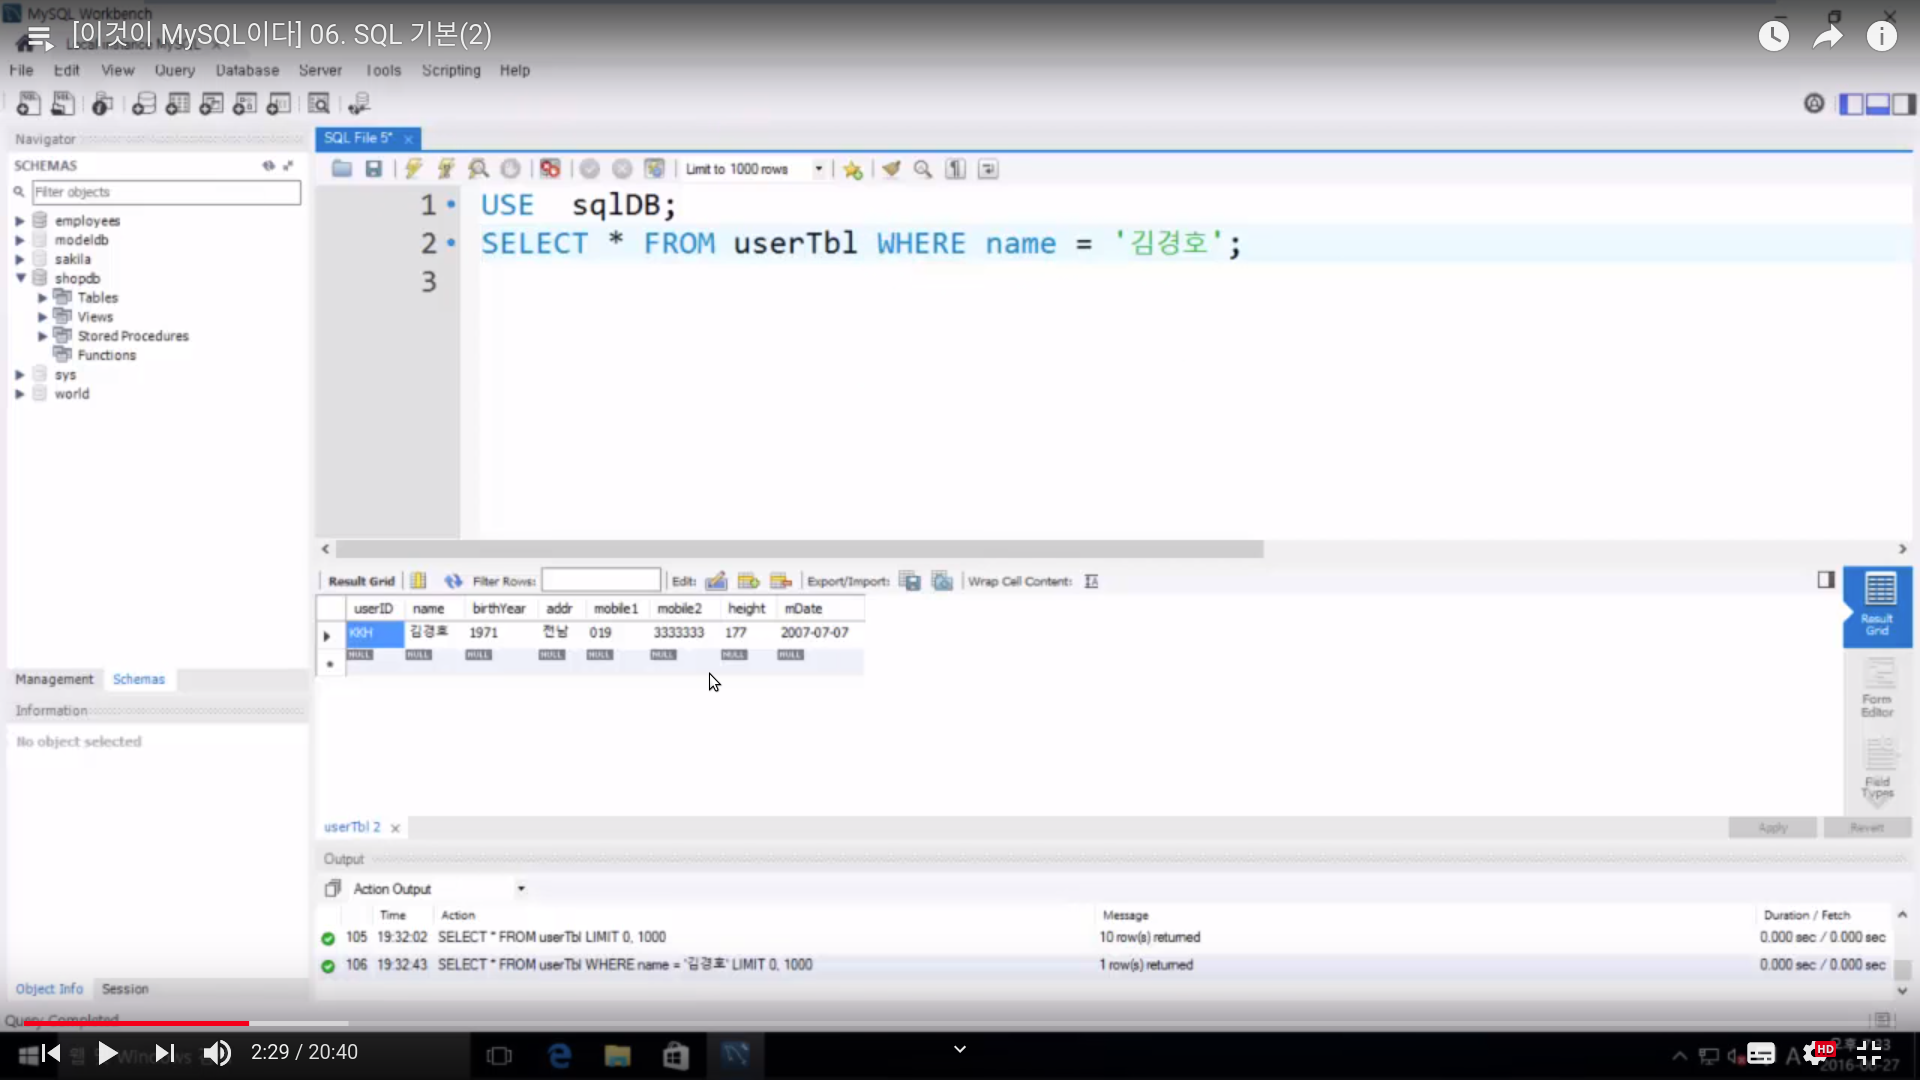 MySQL Workbench
[이것이 MySQL이다] 06. SQL 기본(2)
File Edit View Query Database Server Tools Scripting Help
Navigator
SCHEMAS
Filter objects
employees
modeldb
sakila
shopdb
Tables
Views
Stored Procedures
Functions
sys
world
Management Schemas
Information
No object selected
Object Info Session
SQL File 5*
Limit to 1000 rows
1 USE sqlDB;
2 SELECT * FROM userTbl WHERE name = '김경호';
3
Result Grid Filter Rows: Edit: Export/Import: Wrap Cell Content:
userID name birthYear addr mobile1 mobile2 height mDate
KKH 김경호 1971 전남 019 3333333 177 2007-07-07
NULL NULL NULL NULL NULL NULL NULL NULL
Result Grid
Form Editor
Field Types
userTbl 2
Apply Revert
Output
Action Output
Time Action Message Duration / Fetch
105 19:32:02 SELECT * FROM userTbl LIMIT 0, 1000 10 row(s) returned 0.000 sec / 0.000 sec
106 19:32:43 SELECT * FROM userTbl WHERE name = '김경호' LIMIT 0, 1000 1 row(s) returned 0.000 sec / 0.000 sec
Query Completed
2:29 / 20:40
Windows
HD